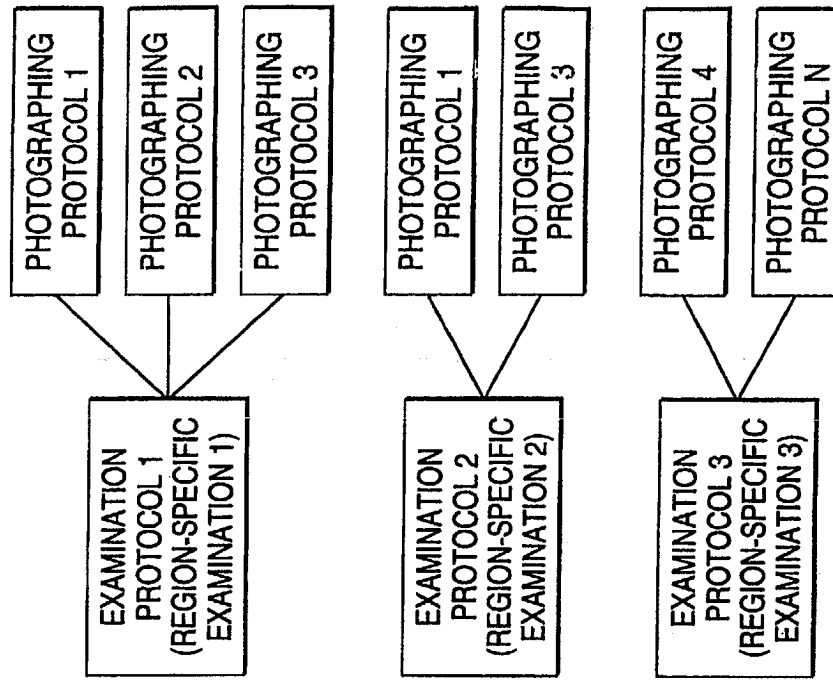 EXAMINATION
PROTOCOL 1
(REGION-SPECIFIC
EXAMINATION 1)
PHOTOGRAPHING
PROTOCOL 1
PHOTOGRAPHING
PROTOCOL 2
PHOTOGRAPHING
PROTOCOL 3
EXAMINATION
PROTOCOL 2
(REGION-SPECIFIC
EXAMINATION 2)
PHOTOGRAPHING
PROTOCOL 1
PHOTOGRAPHING
PROTOCOL 3
EXAMINATION
PROTOCOL 3
(REGION-SPECIFIC
EXAMINATION 3)
PHOTOGRAPHING
PROTOCOL 4
PHOTOGRAPHING
PROTOCOL N